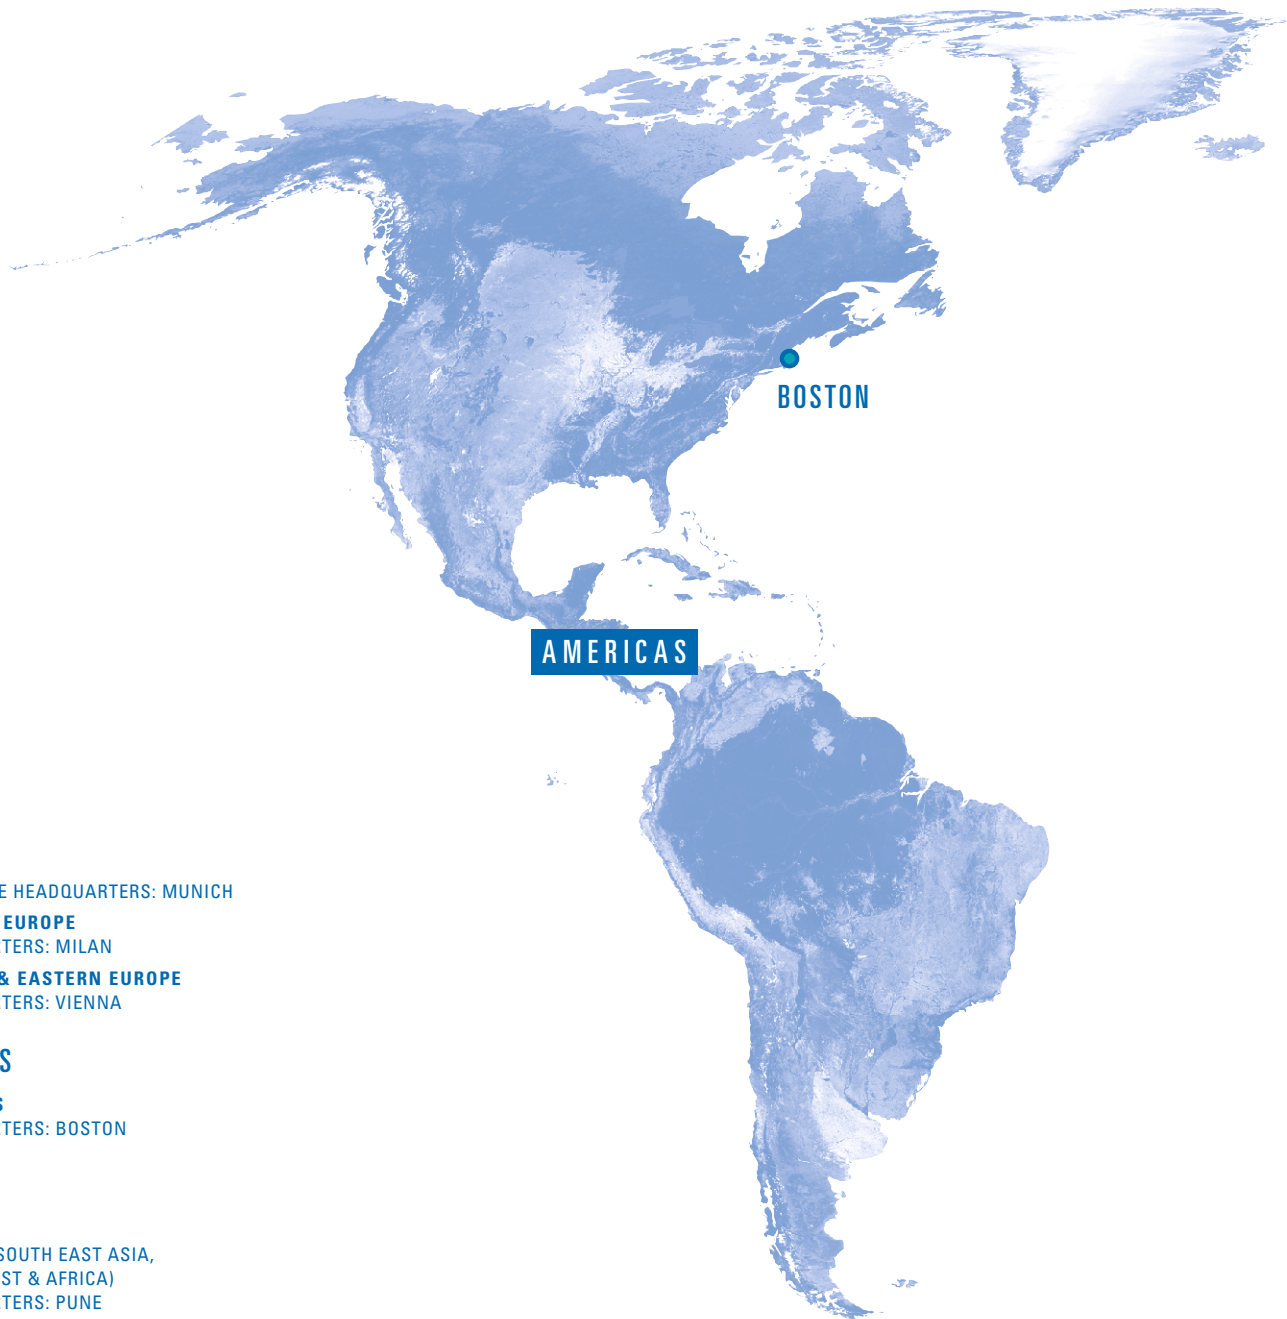 BOSTON
AMERICAS
E HEADQUARTERS: MUNICH
EUROPE
TERS: MILAN
& EASTERN EUROPE
TERS: VIENNA
S
S
TERS: BOSTON
SOUTH EAST ASIA,
ST & AFRICA)
TERS: PUNE